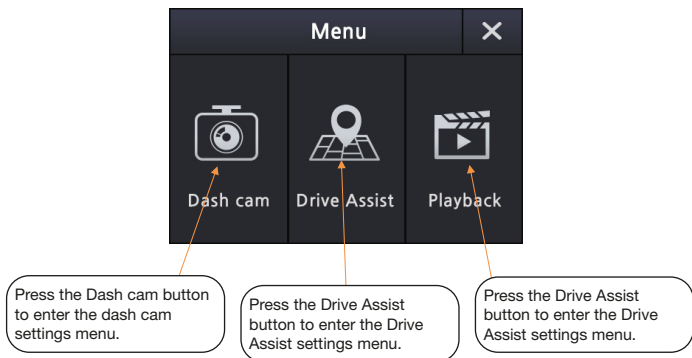 Menu
Dash cam
Drive Assist
Playback
Press the Dash cam button
to enter the dash cam
settings menu.
Press the Drive Assist
button to enter the Drive
Assist settings menu.
Press the Drive Assist
button to enter the Drive
Assist settings menu.